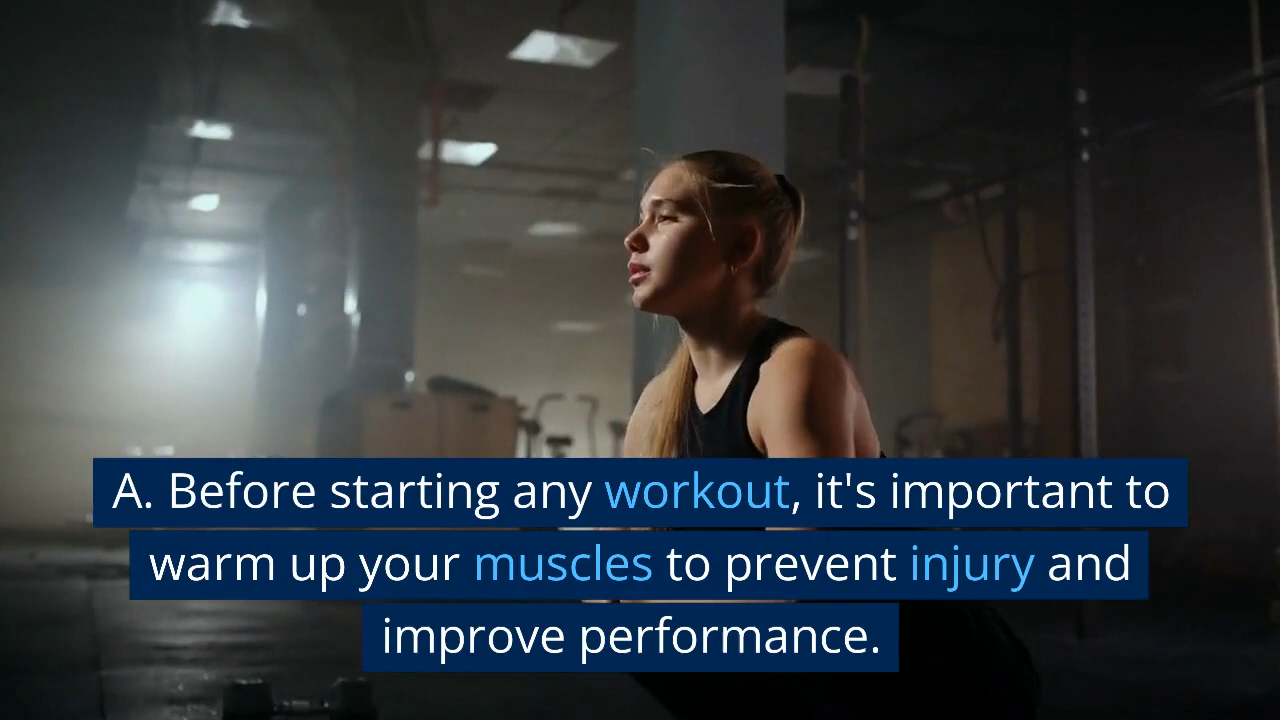 A. Before starting any workout, it's important to
warm up your muscles to prevent injury and
improve performance.